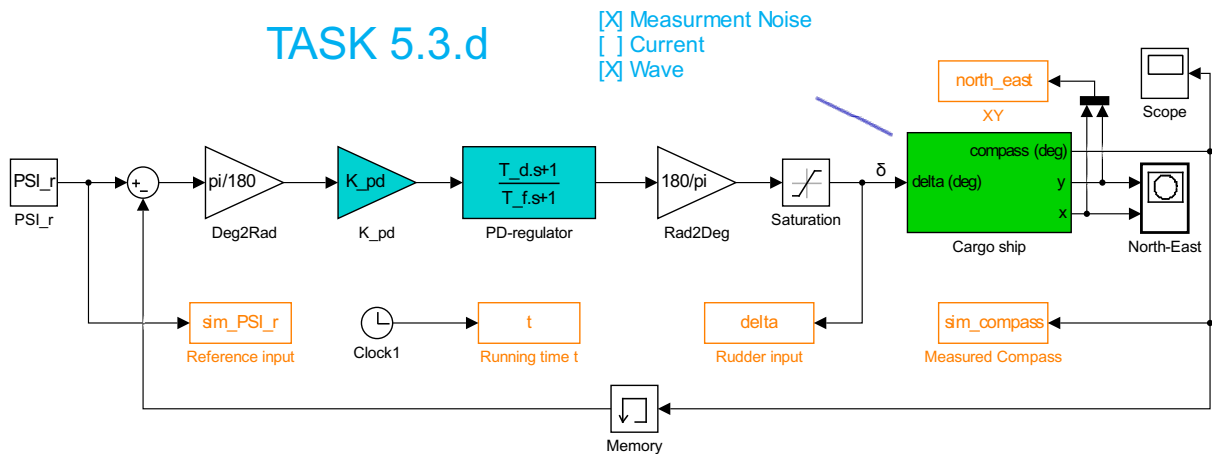 TASK 5.3.d
[X] Measurment Noise
[ ] Current
[X] Wave
north_east
XY
Scope
PSI_r
PSI_r
+
-
pi/180
Deg2Rad
K_pd
K_pd
T_d.s+1
T_f.s+1
PD-regulator
180/pi
Rad2Deg
Saturation
δ
delta (deg)
compass (deg)
y
x
Cargo ship
North-East
sim_PSI_r
Reference input
Clock1
t
Running time t
delta
Rudder input
sim_compass
Measured Compass
Memory